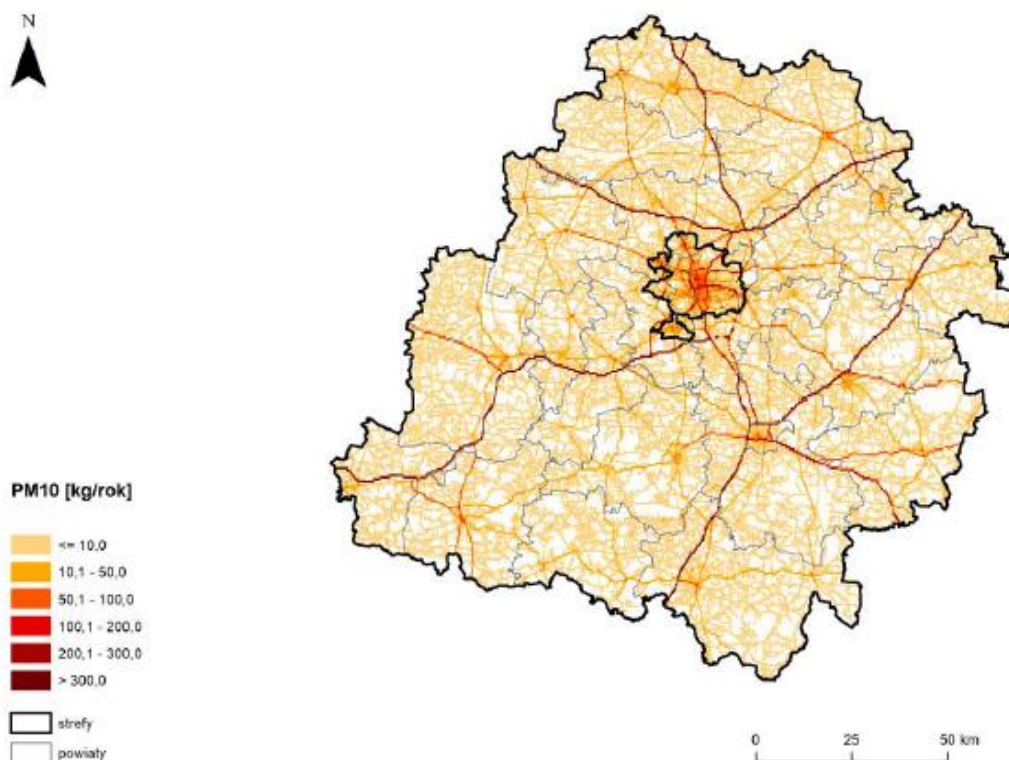 N
PM10 [kg/rok]
<= 10,0
10,1 - 50,0
50,1 - 100,0
100,1 - 200,0
200,1 - 300,0
> 300,0
strefy
powiaty
0 25 50 km